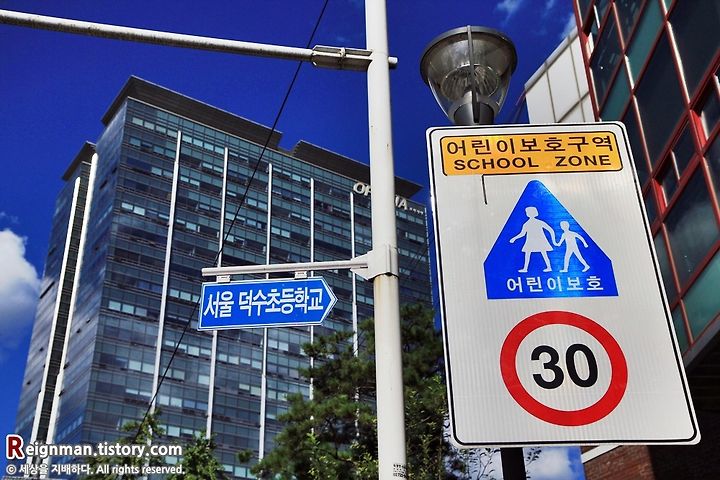 어린이보호구역
SCHOOL ZONE
어린이보호
30
서울 덕수초등학교
Reignman.tistory.com
© 세상을 지배하다. All rights reserved.